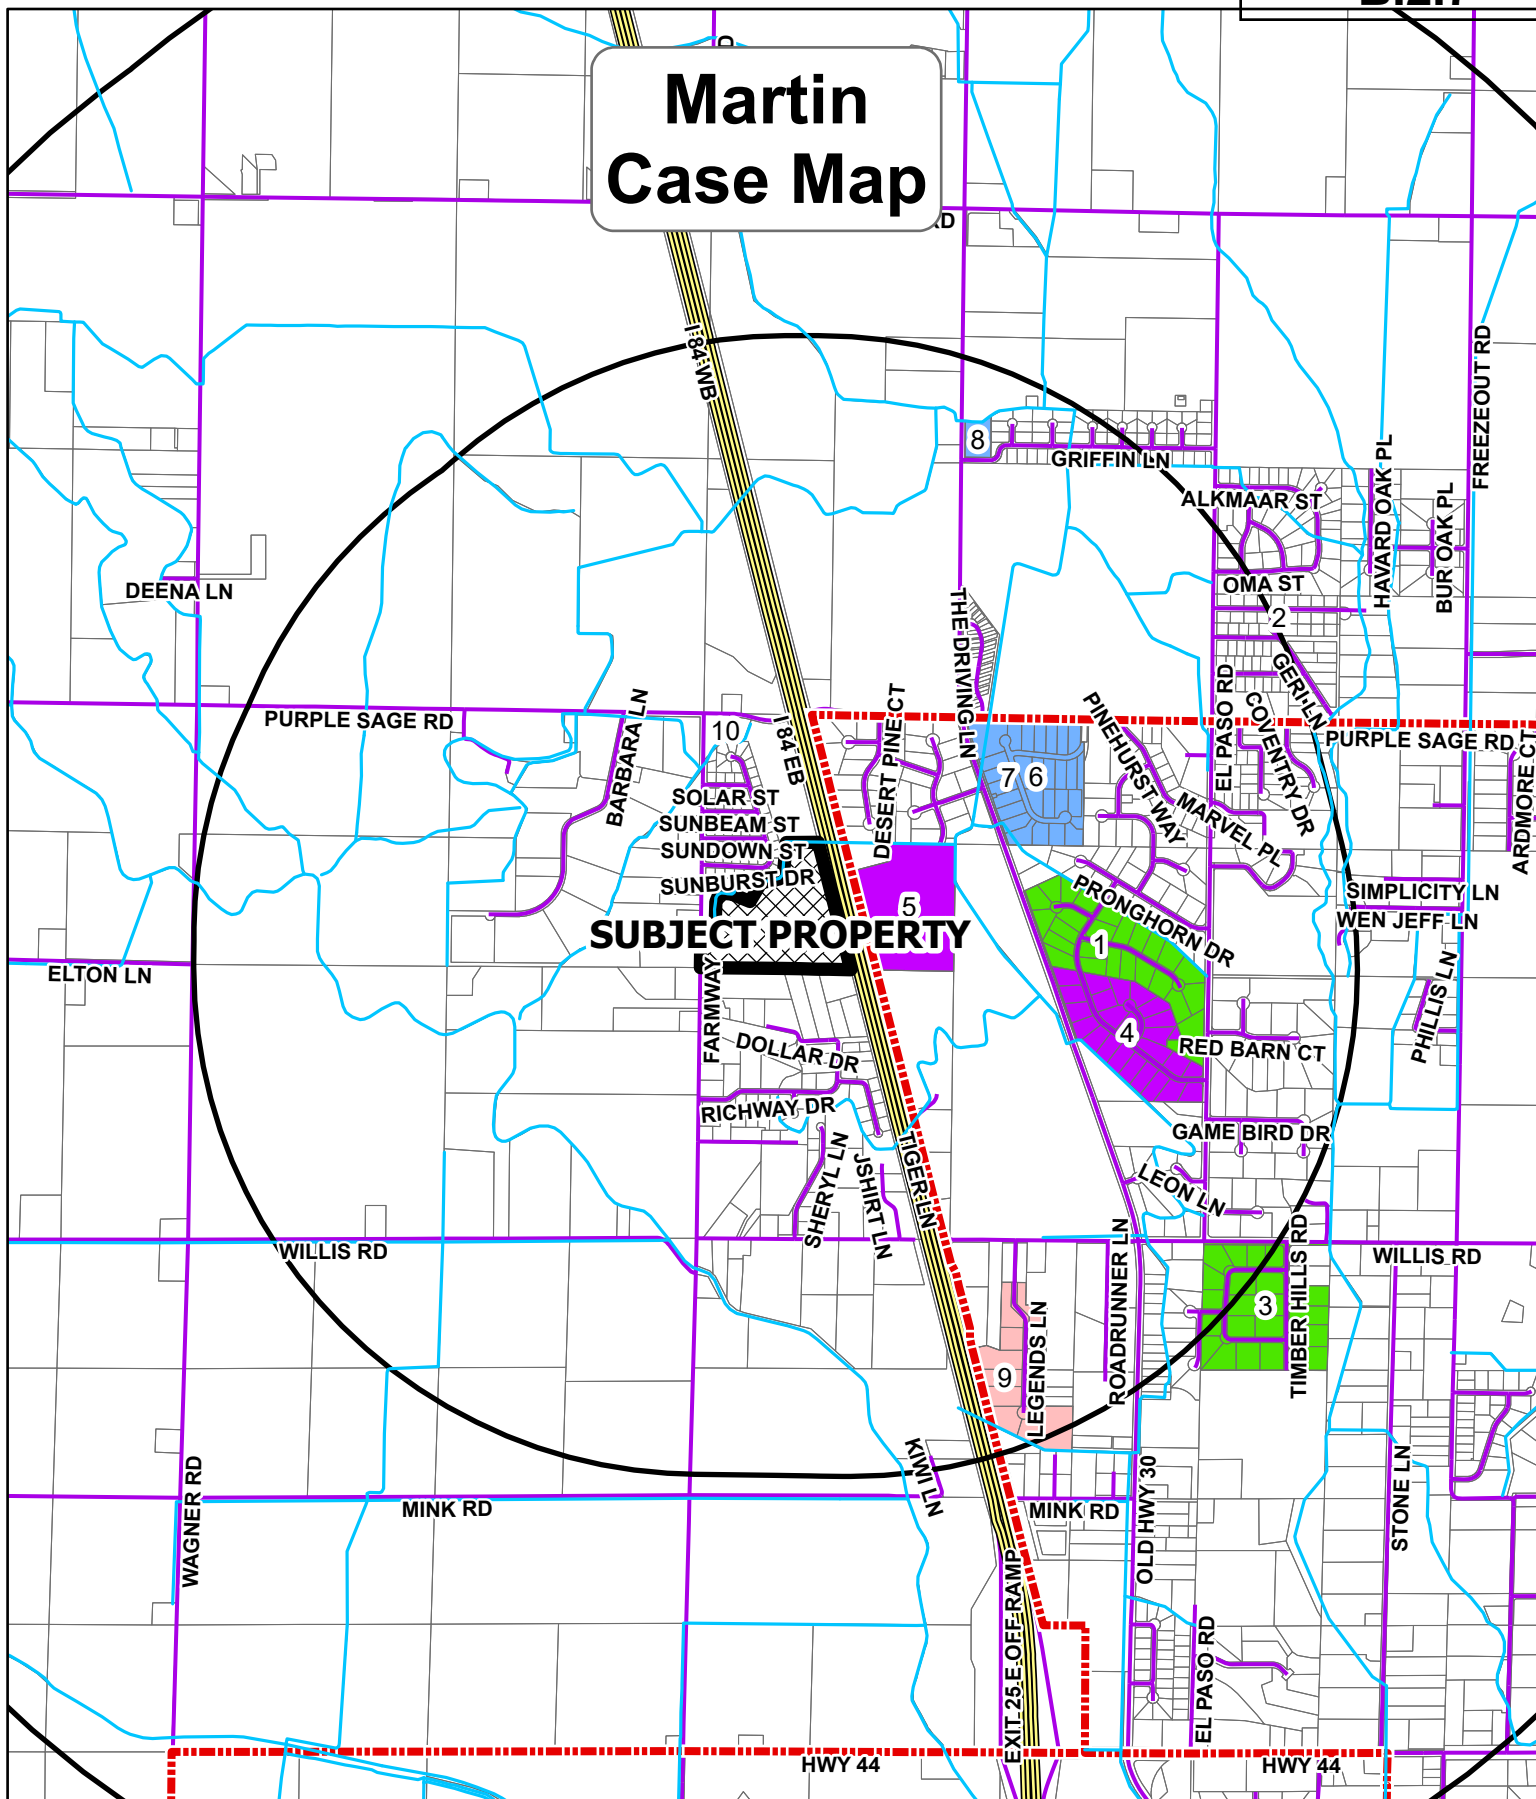 Martin
Case Map
RD
I 84 WB
FREEZEOUT RD
8
GRIFFIN LN
ALKMAAR ST
HAVARD OAK PL
BUR OAK PL
DEENA LN
OMA ST
2
THE DRIVING LN
GERI LN
PURPLE SAGE RD
BARBARA LN
10
I 84 EB
DESERT PINE CT
PINEHURST WAY
EL PASO RD
COVENTRY DR
PURPLE SAGE RD
ARDMORE CT
7
6
SOLAR ST
SUNBEAM ST
SUNDOWN ST
SUNBURST DR
MARVEL PL
SIMPLICITY LN
WEN JEFF LN
5
PRONGHORN DR
SUBJECT PROPERTY
1
ELTON LN
FARMWAY
PHILLIS LN
4
DOLLAR DR
RED BARN CT
RICHWAY DR
GAME BIRD DR
SHERYL LN
JSHIRT LN
TIGER LN
LEON LN
WILLIS RD
WILLIS RD
3
TIMBER HILLS RD
ROADRUNNER LN
LEGENDS LN
9
KIWI LN
WAGNER RD
MINK RD
MINK RD
OLD HWY 30
STONE LN
EXIT 25 E OFF RAMP
EL PASO RD
HWY 44
HWY 44